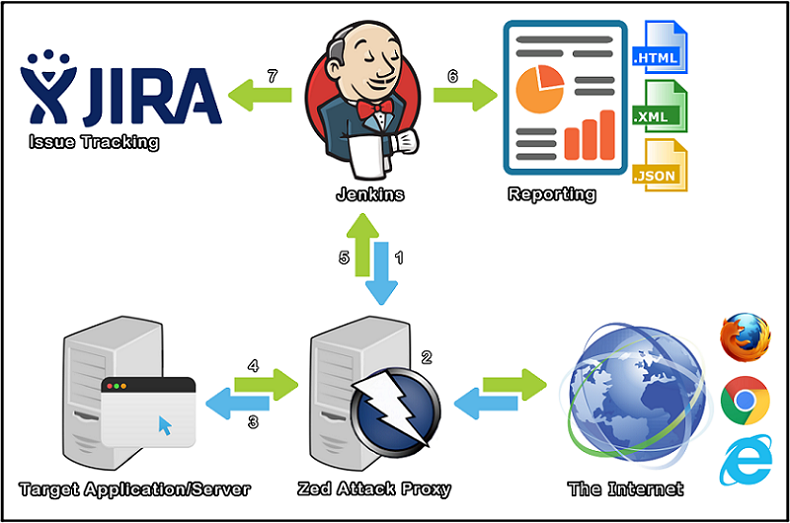 JIRA
Issue Tracking
7
Jenkins
6
Reporting
.HTML
.XML
.JSON
5
1
4
3
2
Target Application/Server
Zed Attack Proxy
The Internet